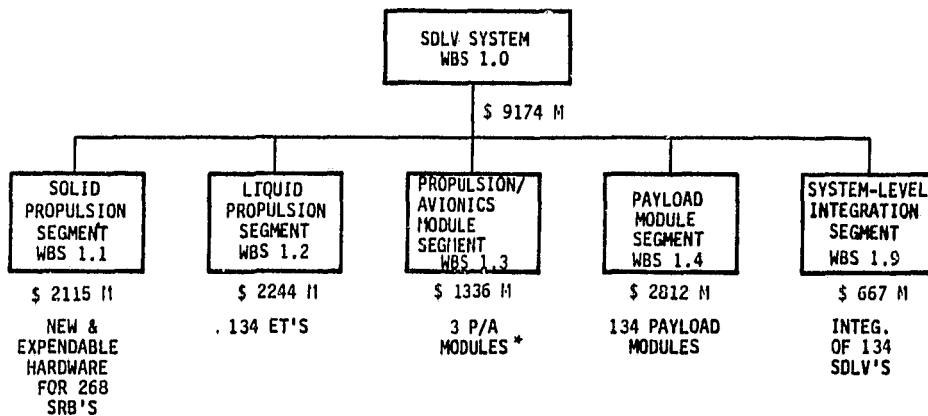 SDLV SYSTEM
WBS 1.0
$ 9174 M
SOLID
PROPULSION
SEGMENT
WBS 1.1
$ 2115 M
NEW &
EXPENDABLE
HARDWARE
FOR 268
SRB'S
LIQUID
PROPULSION
SEGMENT
WBS 1.2
$ 2244 M
. 134 ET'S
PROPULSION/
AVIONICS
MODULE
SEGMENT
WBS 1.3
$ 1336 M
3 P/A
MODULES *
PAYLOAD
MODULE
SEGMENT
WBS 1.4
$ 2812 M
134 PAYLOAD
MODULES
SYSTEM-LEVEL
INTEGRATION
SEGMENT
WBS 1.9
$ 667 M
INTEG.
OF 134
SDLV'S